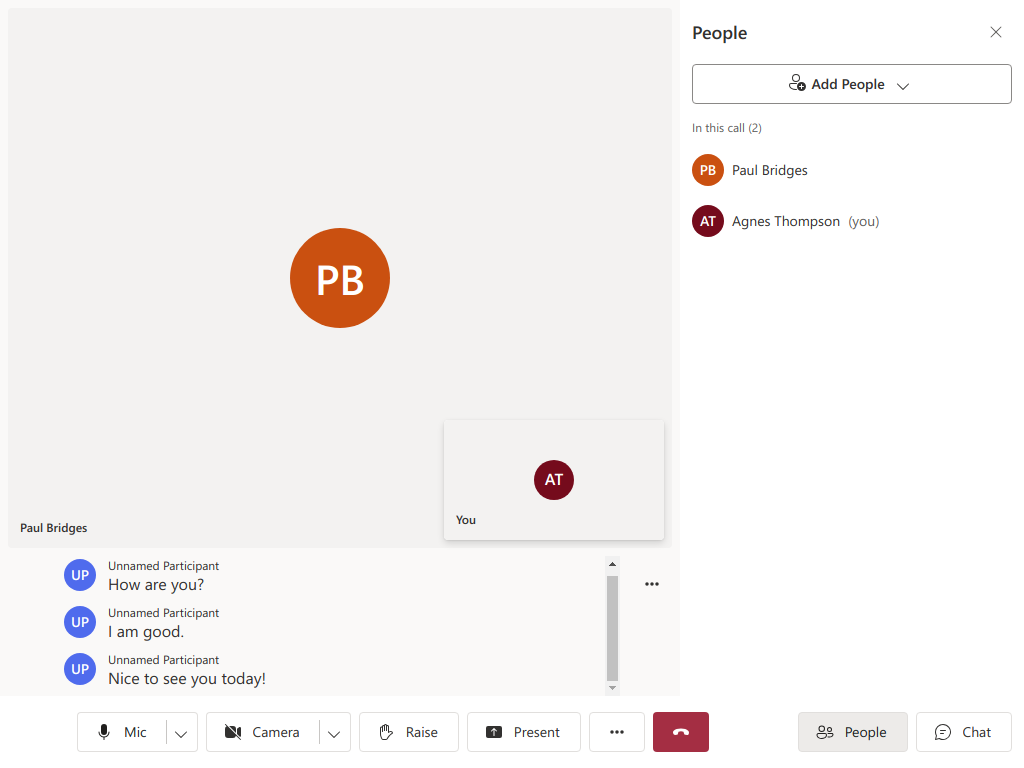 People
Add People
In this call (2)
PB Paul Bridges
AT Agnes Thompson (you)
PB
AT
You
Paul Bridges
UP Unnamed Participant
How are you?
UP Unnamed Participant
I am good.
UP Unnamed Participant
Nice to see you today!
Mic Camera Raise Present People Chat